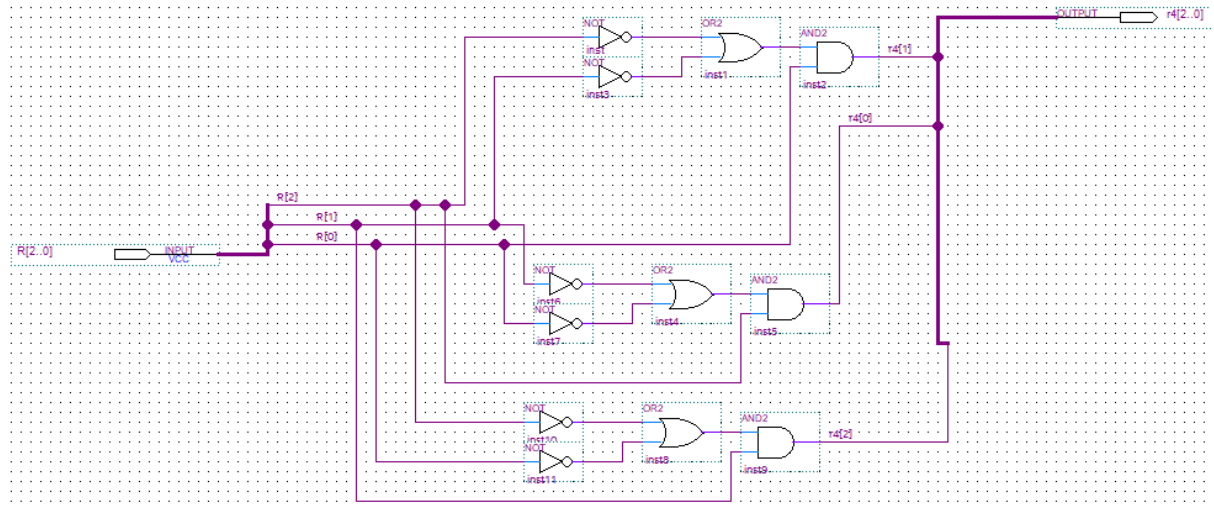 OUTPUT r4[2..0]
NOT OR2
AND2
inst r4[1]
NOT
inst1 inst2
inst3
r4[0]
R[2]
R[1]
R[0]
R[2..0] INPUT
VCC
NOT OR2
AND2
inst6
NOT
inst4
inst7 inst5
NOT OR2
AND2
inst10 r4[2]
NOT
inst8
inst11 inst9